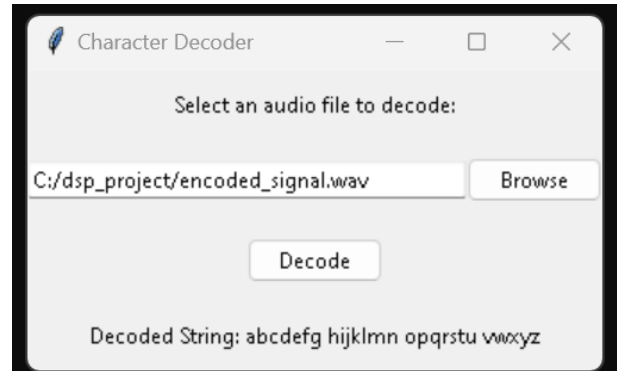 Character Decoder
Select an audio file to decode:
C:/dsp_project/encoded_signal.wav Browse
Decode
Decoded String: abcdefg hijklmn opqrstu vwxyz